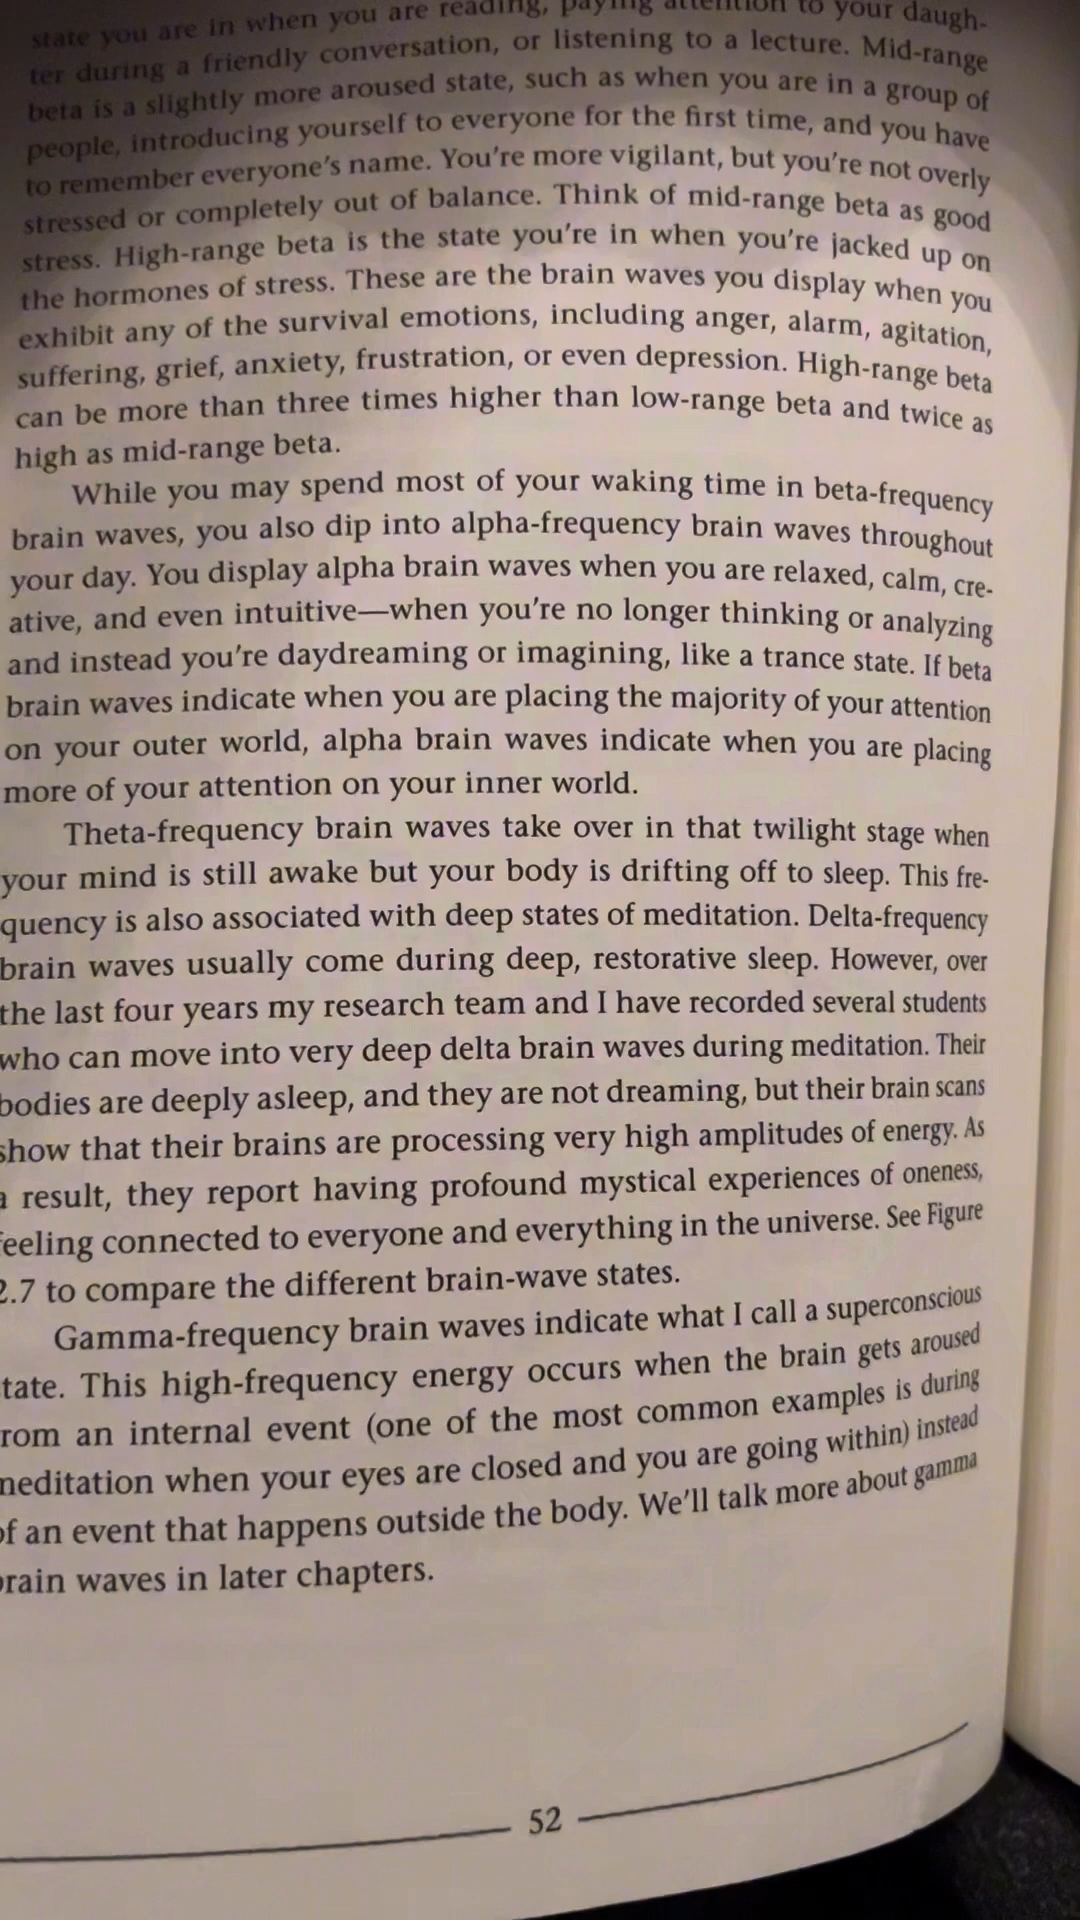 state you are in when you are reading, paying attention to your daugh-
ter during a friendly conversation, or listening to a lecture. Mid-range
beta is a slightly more aroused state, such as when you are in a group of
people, introducing yourself to everyone for the first time, and you have
to remember everyone's name. You're more vigilant, but you're not overly
stressed or completely out of balance. Think of mid-range beta as good
stress. High-range beta is the state you're in when you're jacked up on
the hormones of stress. These are the brain waves you display when you
exhibit any of the survival emotions, including anger, alarm, agitation,
suffering, grief, anxiety, frustration, or even depression. High-range beta
can be more than three times higher than low-range beta and twice as
high as mid-range beta.
While you may spend most of your waking time in beta-frequency
brain waves, you also dip into alpha-frequency brain waves throughout
your day. You display alpha brain waves when you are relaxed, calm, cre-
ative, and even intuitive—when you're no longer thinking or analyzing
and instead you're daydreaming or imagining, like a trance state. If beta
brain waves indicate when you are placing the majority of your attention
on your outer world, alpha brain waves indicate when you are placing
more of your attention on your inner world.
Theta-frequency brain waves take over in that twilight stage when
your mind is still awake but your body is drifting off to sleep. This fre-
quency is also associated with deep states of meditation. Delta-frequency
brain waves usually come during deep, restorative sleep. However, over
the last four years my research team and I have recorded several students
who can move into very deep delta brain waves during meditation. Their
bodies are deeply asleep, and they are not dreaming, but their brain scans
show that their brains are processing very high amplitudes of energy. As
a result, they report having profound mystical experiences of oneness,
feeling connected to everyone and everything in the universe. See Figure
2.7 to compare the different brain-wave states.
Gamma-frequency brain waves indicate what I call a superconscious
tate. This high-frequency energy occurs when the brain gets aroused
rom an internal event (one of the most common examples is during
meditation when your eyes are closed and you are going within) instead
of an event that happens outside the body. We'll talk more about gamma
brain waves in later chapters.
52